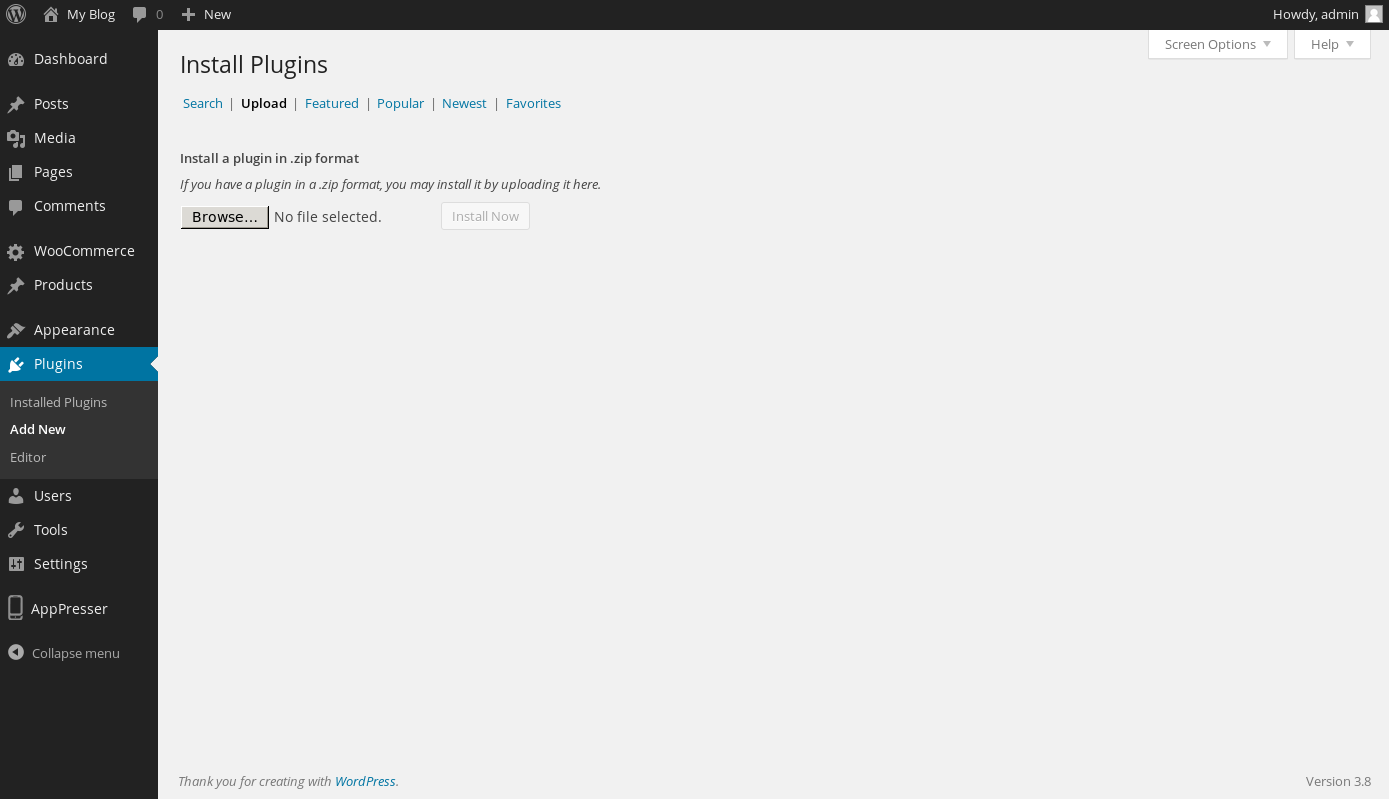 My Blog 0 New Howdy, admin
Screen Options Help
Dashboard
Posts
Media
Pages
Comments
WooCommerce
Products
Appearance
Plugins
Installed Plugins
Add New
Editor
Users
Tools
Settings
AppPresser
Collapse menu
Install Plugins
Search | Upload | Featured | Popular | Newest | Favorites
Install a plugin in .zip format
If you have a plugin in a .zip format, you may install it by uploading it here.
Browse... No file selected. Install Now
Thank you for creating with WordPress. Version 3.8